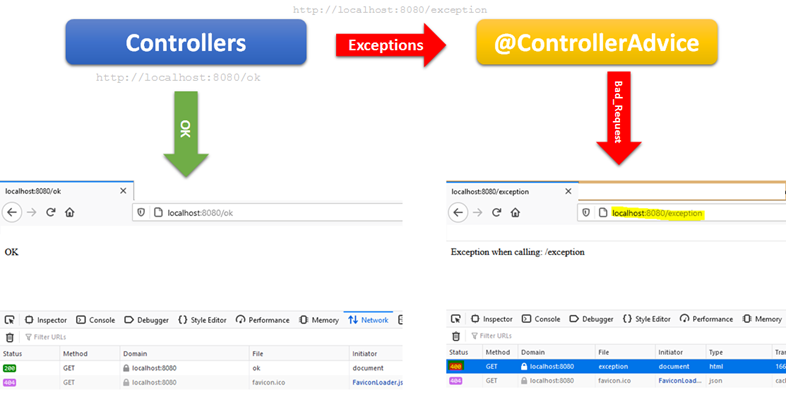 http://localhost:8080/exception
Controllers
Exceptions
@ControllerAdvice
http://localhost:8080/ok
OK
Bad_Request
localhost:8080/ok
localhost:8080/ok
OK
Inspector Console Debugger {} Style Editor Performance Memory Network
Filter URLs
Status Method Domain File Initiator
200 GET localhost:8080 ok document
404 GET localhost:8080 favicon.ico FaviconLoader.js
localhost:8080/exception
localhost:8080/exception
Exception when calling: /exception
Inspector Console Debugger {} Style Editor Performance Memory
Filter URLs
Status Method Domain File Initiator Type Tran
400 GET localhost:8080 exception document html 166
404 GET localhost:8080 favicon.ico FaviconLoad... json cac